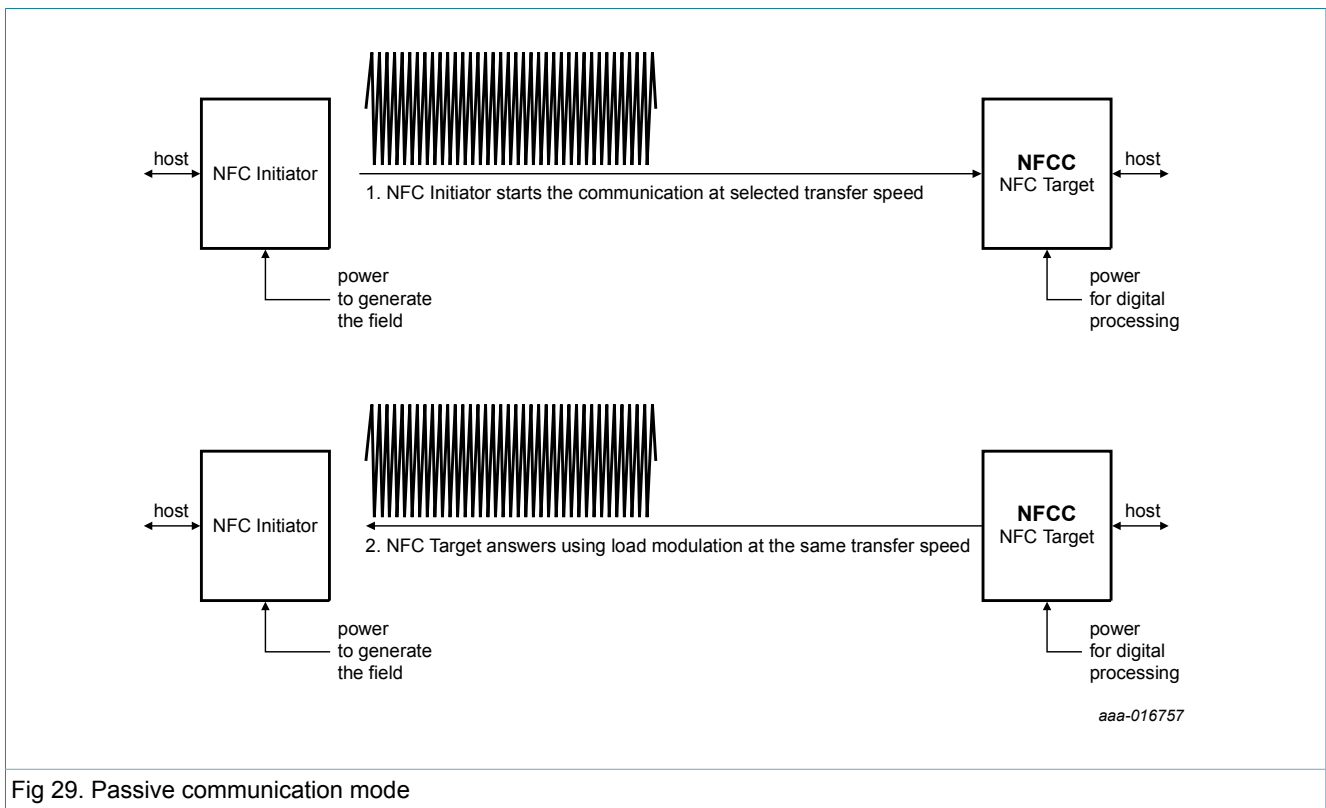 host
NFC Initiator
1. NFC Initiator starts the communication at selected transfer speed
NFCC
NFC Target
host
power
to generate
the field
power
for digital
processing
host
NFC Initiator
2. NFC Target answers using load modulation at the same transfer speed
NFCC
NFC Target
host
power
to generate
the field
power
for digital
processing
aaa-016757
Fig 29. Passive communication mode